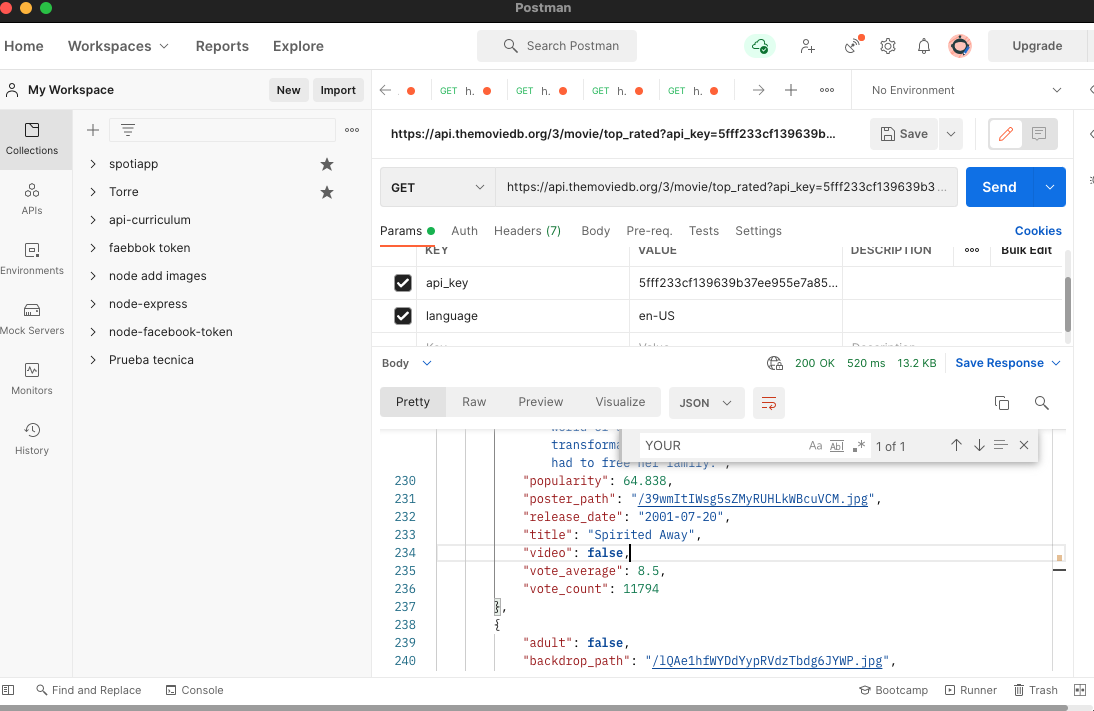 Postman
Home Workspaces Reports Explore Search Postman Upgrade
My Workspace New Import
GET h. GET h. GET h. GET h. No Environment
Collections
APIs
Environments
Mock Servers
Monitors
History
spotiapp
Torre
api-curriculum
faebbok token
node add images
node-express
node-facebook-token
Prueba tecnica
https://api.themoviedb.org/3/movie/top_rated?api_key=5fff233cf139639b... Save
GET https://api.themoviedb.org/3/movie/top_rated?api_key=5fff233cf139639b3... Send
Params Auth Headers (7) Body Pre-req. Tests Settings Cookies
KEY VALUE DESCRIPTION Bulk Edit
api_key 5fff233cf139639b37ee955e7a85...
language en-US
Key Value Description
Body 200 OK 520 ms 13.2 KB Save Response
Pretty Raw Preview Visualize JSON
YOUR Aa Abl .* 1 of 1
world of
transforma
had to free her family.",
230 "popularity": 64.838,
231 "poster_path": "/39wmItIWsg5sZMyRUHLkWBcuVCM.jpg",
232 "release_date": "2001-07-20",
233 "title": "Spirited Away",
234 "video": false,
235 "vote_average": 8.5,
236 "vote_count": 11794
237 },
238 {
239 "adult": false,
240 "backdrop_path": "/lQAe1hfWYDdYypRVdzTbdg6JYWP.jpg",
Find and Replace Console Bootcamp Runner Trash